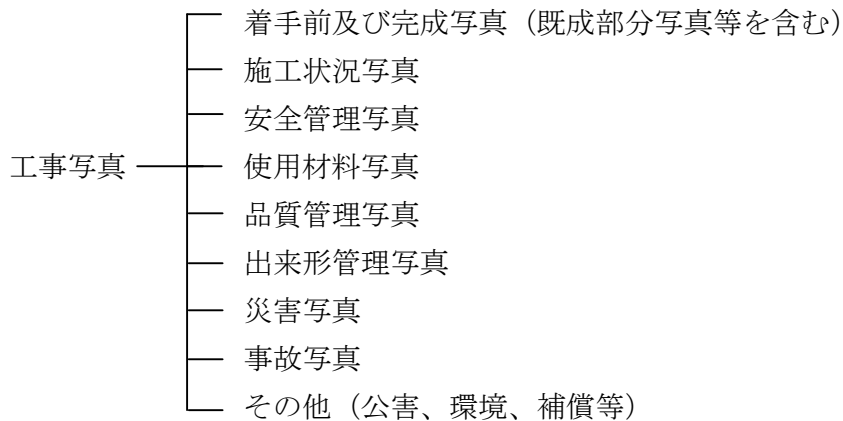 着手前及び完成写真（既成部分写真等を含む）
施工状況写真
安全管理写真
工事写真
使用材料写真
品質管理写真
出来形管理写真
災害写真
事故写真
その他（公害、環境、補償等）